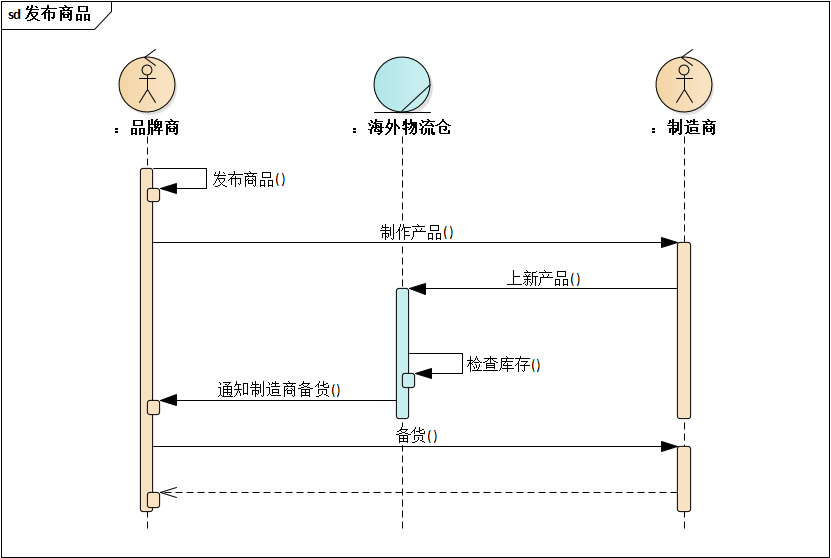 sd 发布商品
：品牌商
：海外物流仓
：制造商
发布商品()
制作产品()
上新产品()
检查库存()
通知制造商备货()
备货()